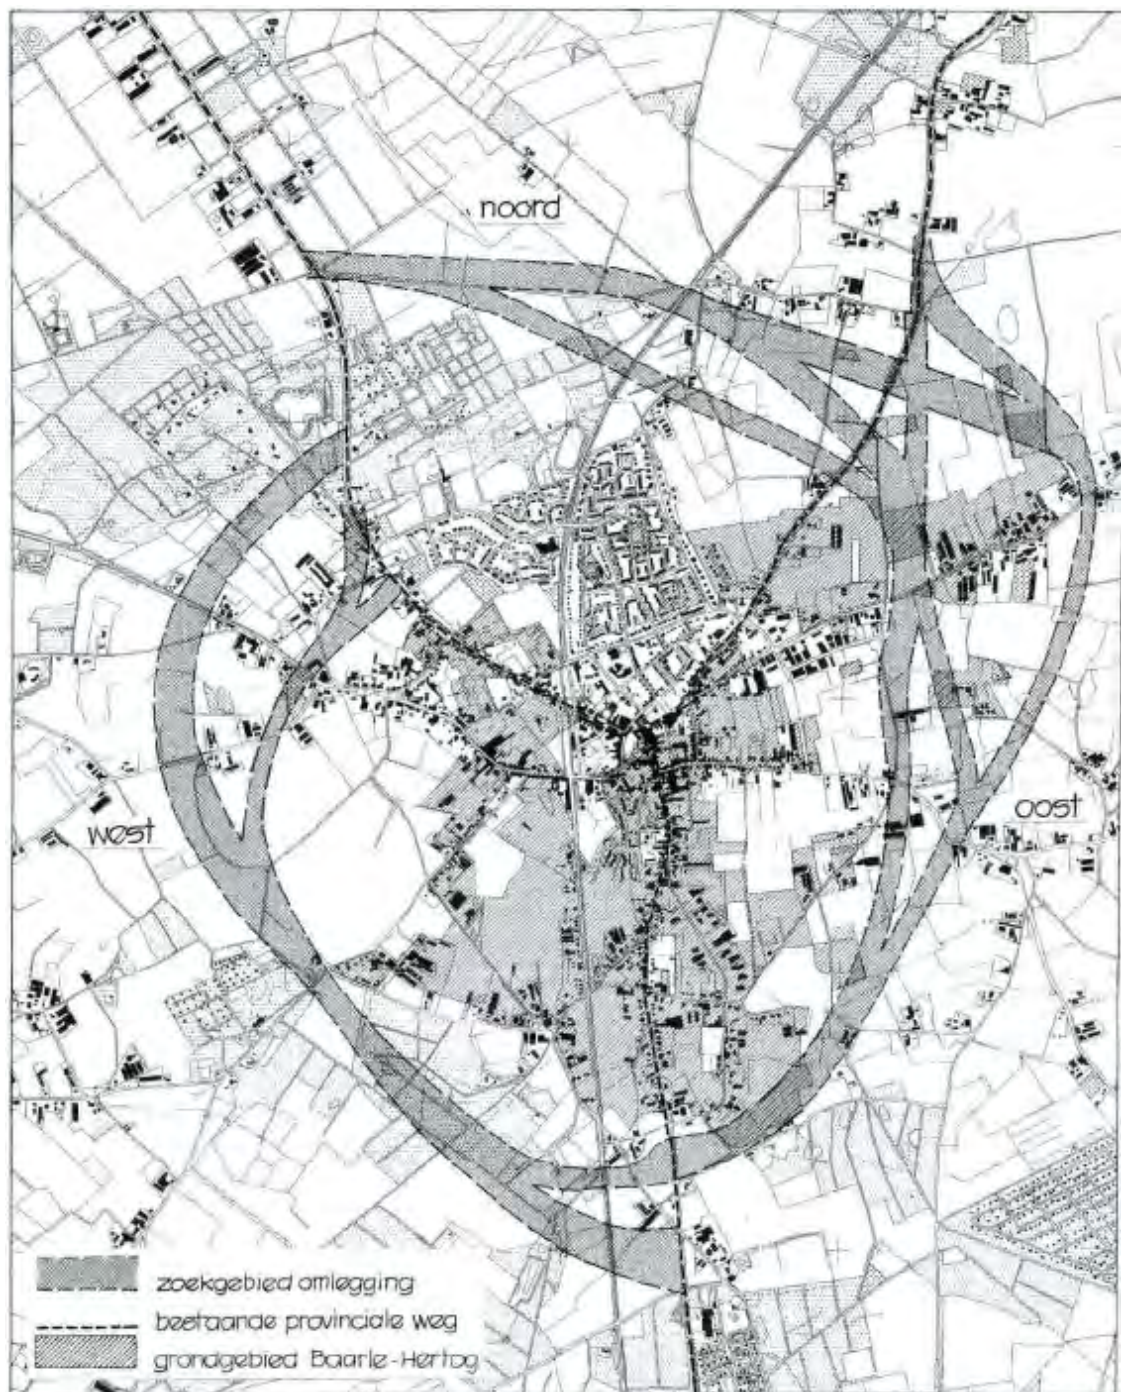 noord
west
oost
zoekgebied omlegging
bestaande provinciale weg
grondgebied Baarle-Hertog